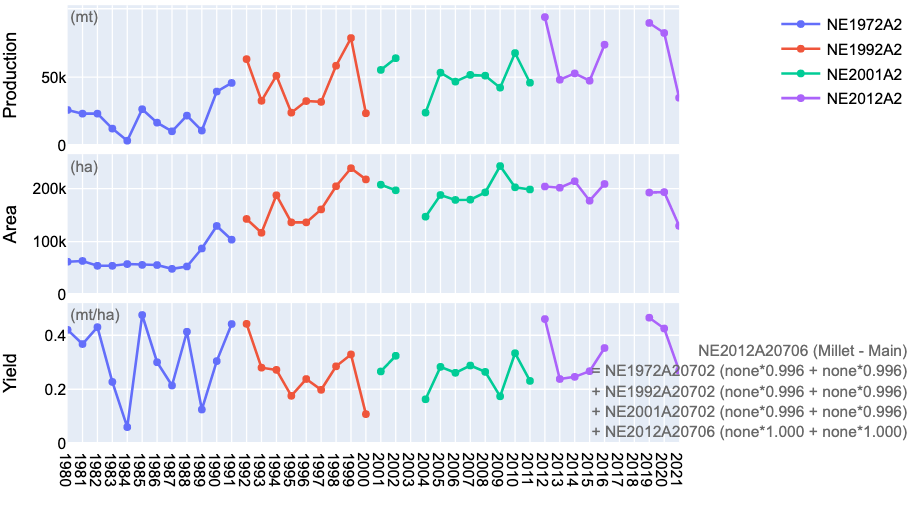 (mt)
Production
50k
0
NE1972A2
NE1992A2
NE2001A2
NE2012A2
(ha)
Area
200k
100k
0
(mt/ha)
Yield
0.4
0.2
0
NE2012A20706 (Millet - Main)
= NE1972A20702 (none*0.996 + none*0.996)
+ NE1992A20702 (none*0.996 + none*0.996)
+ NE2001A20702 (none*0.996 + none*0.996)
+ NE2012A20706 (none*1.000 + none*1.000)
1980
1981
1982
1983
1984
1985
1986
1987
1988
1989
1990
1991
1992
1993
1994
1995
1996
1997
1998
1999
2000
2001
2002
2003
2004
2005
2006
2007
2008
2009
2010
2011
2012
2013
2014
2015
2016
2017
2018
2019
2020
2021